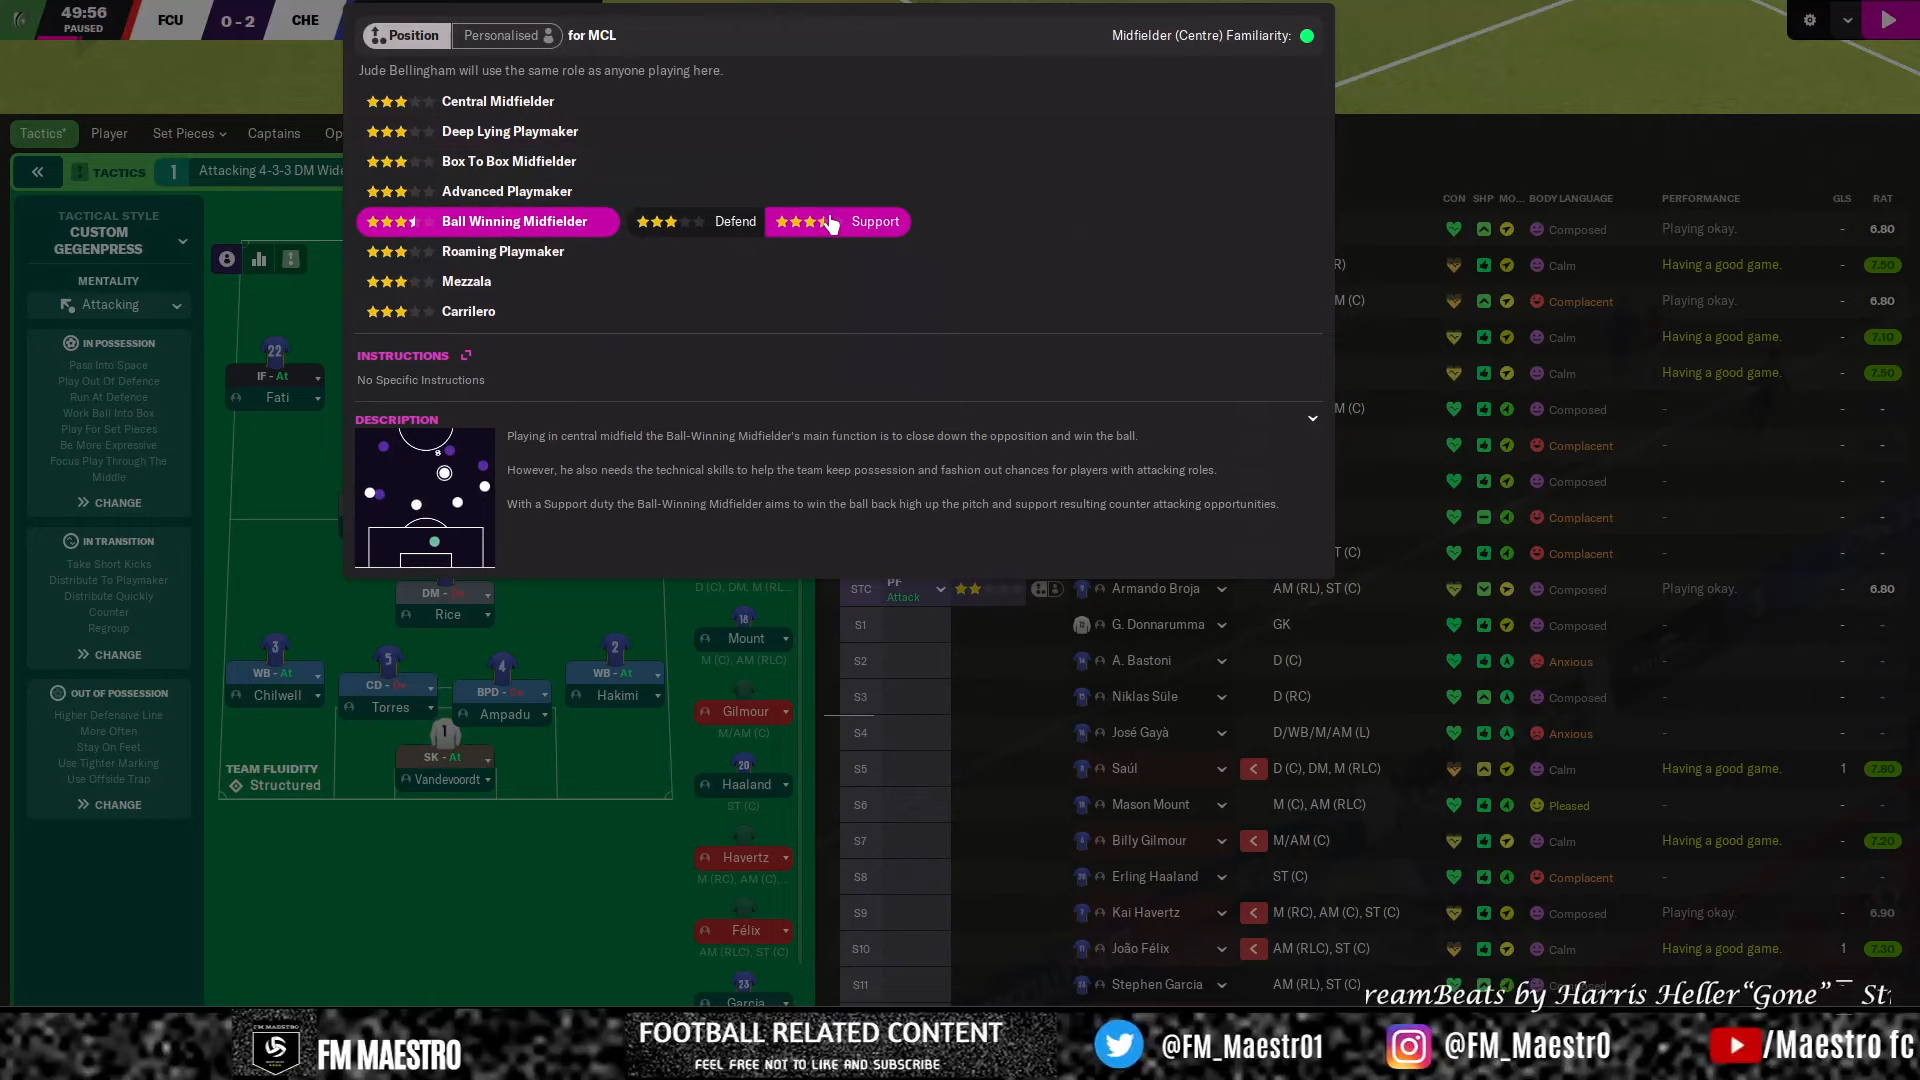 49:56
PAUSED
FCU
0 - 2
CHE
Position
Personalised
for MCL
Midfielder (Centre) Familiarity:
Jude Bellingham will use the same role as anyone playing here.
Central Midfielder
Deep Lying Playmaker
Box To Box Midfielder
Advanced Playmaker
Ball Winning Midfielder
Defend
Support
Roaming Playmaker
Mezzala
Carrilero
INSTRUCTIONS
No Specific Instructions
DESCRIPTION
Playing in central midfield the Ball-Winning Midfielder's main function is to close down the opposition and win the ball.
However, he also needs the technical skills to help the team keep possession and fashion out chances for players with attacking roles.
With a Support duty the Ball-Winning Midfielder aims to win the ball back high up the pitch and support resulting counter attacking opportunities.
Tactics*
Player
Set Pieces
Captains
Op
TACTICS
1
Attacking 4-3-3 DM Wide
TACTICAL STYLE
CUSTOM
GEGENPRESS
MENTALITY
Attacking
IN POSSESSION
Pass Into Space
Play Out Of Defence
Run At Defence
Work Ball Into Box
Play For Set Pieces
Be More Expressive
Focus Play Through The
Middle
CHANGE
IN TRANSITION
Take Short Kicks
Distribute To Playmaker
Distribute Quickly
Counter
Regroup
CHANGE
OUT OF POSSESSION
Higher Defensive Line
More Often
Stay On Feet
Use Tighter Marking
Use Offside Trap
CHANGE
22
IF - At
Fati
DM - De
Rice
3
WB - At
Chilwell
5
CD - De
Torres
4
BPD - De
Ampadu
2
WB - At
Hakimi
1
SK - At
Vandevoordt
TEAM FLUIDITY
Structured
D (C), DM, M (RL...
18
Mount
M (C), AM (RLC)
Gilmour
M/AM (C)
20
Haaland
ST (C)
Havertz
M (RC), AM (C),...
Félix
AM (RLC), ST (C)
23
Garcia
CON SHP MO... BODY LANGUAGE PERFORMANCE GLS RAT
Composed Playing okay. - 6.80
R) Calm Having a good game. - 7.50
M (C) Complacent Playing okay. - 6.80
Calm Having a good game. - 7.10
Calm Having a good game. - 7.50
M (C) Composed - - -
Complacent - - -
Composed - - -
Complacent - - -
T (C) Complacent - - -
STC PF Attack Armando Broja AM (RL), ST (C) Composed Playing okay. - 6.80
S1 G. Donnarumma GK Composed - - -
S2 A. Bastoni D (C) Anxious - - -
S3 Niklas Süle D (RC) Composed - - -
S4 José Gayà D/WB/M/AM (L) Anxious - - -
S5 Saúl D (C), DM, M (RLC) Calm Having a good game. 1 7.80
S6 Mason Mount M (C), AM (RLC) Pleased - - -
S7 Billy Gilmour M/AM (C) Calm Having a good game. - 7.20
S8 Erling Haaland ST (C) Complacent - - -
S9 Kai Havertz M (RC), AM (C), ST (C) Composed Playing okay. - 6.90
S10 João Félix AM (RLC), ST (C) Calm Having a good game. 1 7.30
S11 Stephen Garcia AM (RL), ST (C)
reamBeats by Harris Heller "Gone" - St
FM MAESTRO
FOOTBALL RELATED CONTENT
FEEL FREE NOT TO LIKE AND SUBSCRIBE
@FM_Maestr01
@FM_Maestr0
/Maestro fc